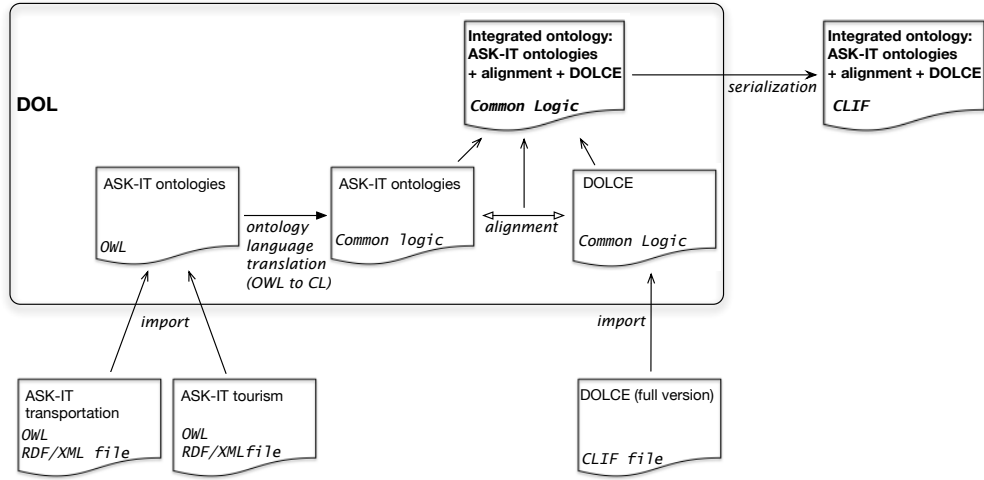 Integrated ontology:
ASK-IT ontologies
+ alignment + DOLCE
Common Logic
serialization
Integrated ontology:
ASK-IT ontologies
+ alignment + DOLCE
CLIF
DOL
ASK-IT ontologies
OWL
ontology
language
translation
(OWL to CL)
ASK-IT ontologies
Common logic
alignment
DOLCE
Common Logic
import
import
ASK-IT
transportation
OWL
RDF/XML file
ASK-IT tourism
OWL
RDF/XMLfile
DOLCE (full version)
CLIF file